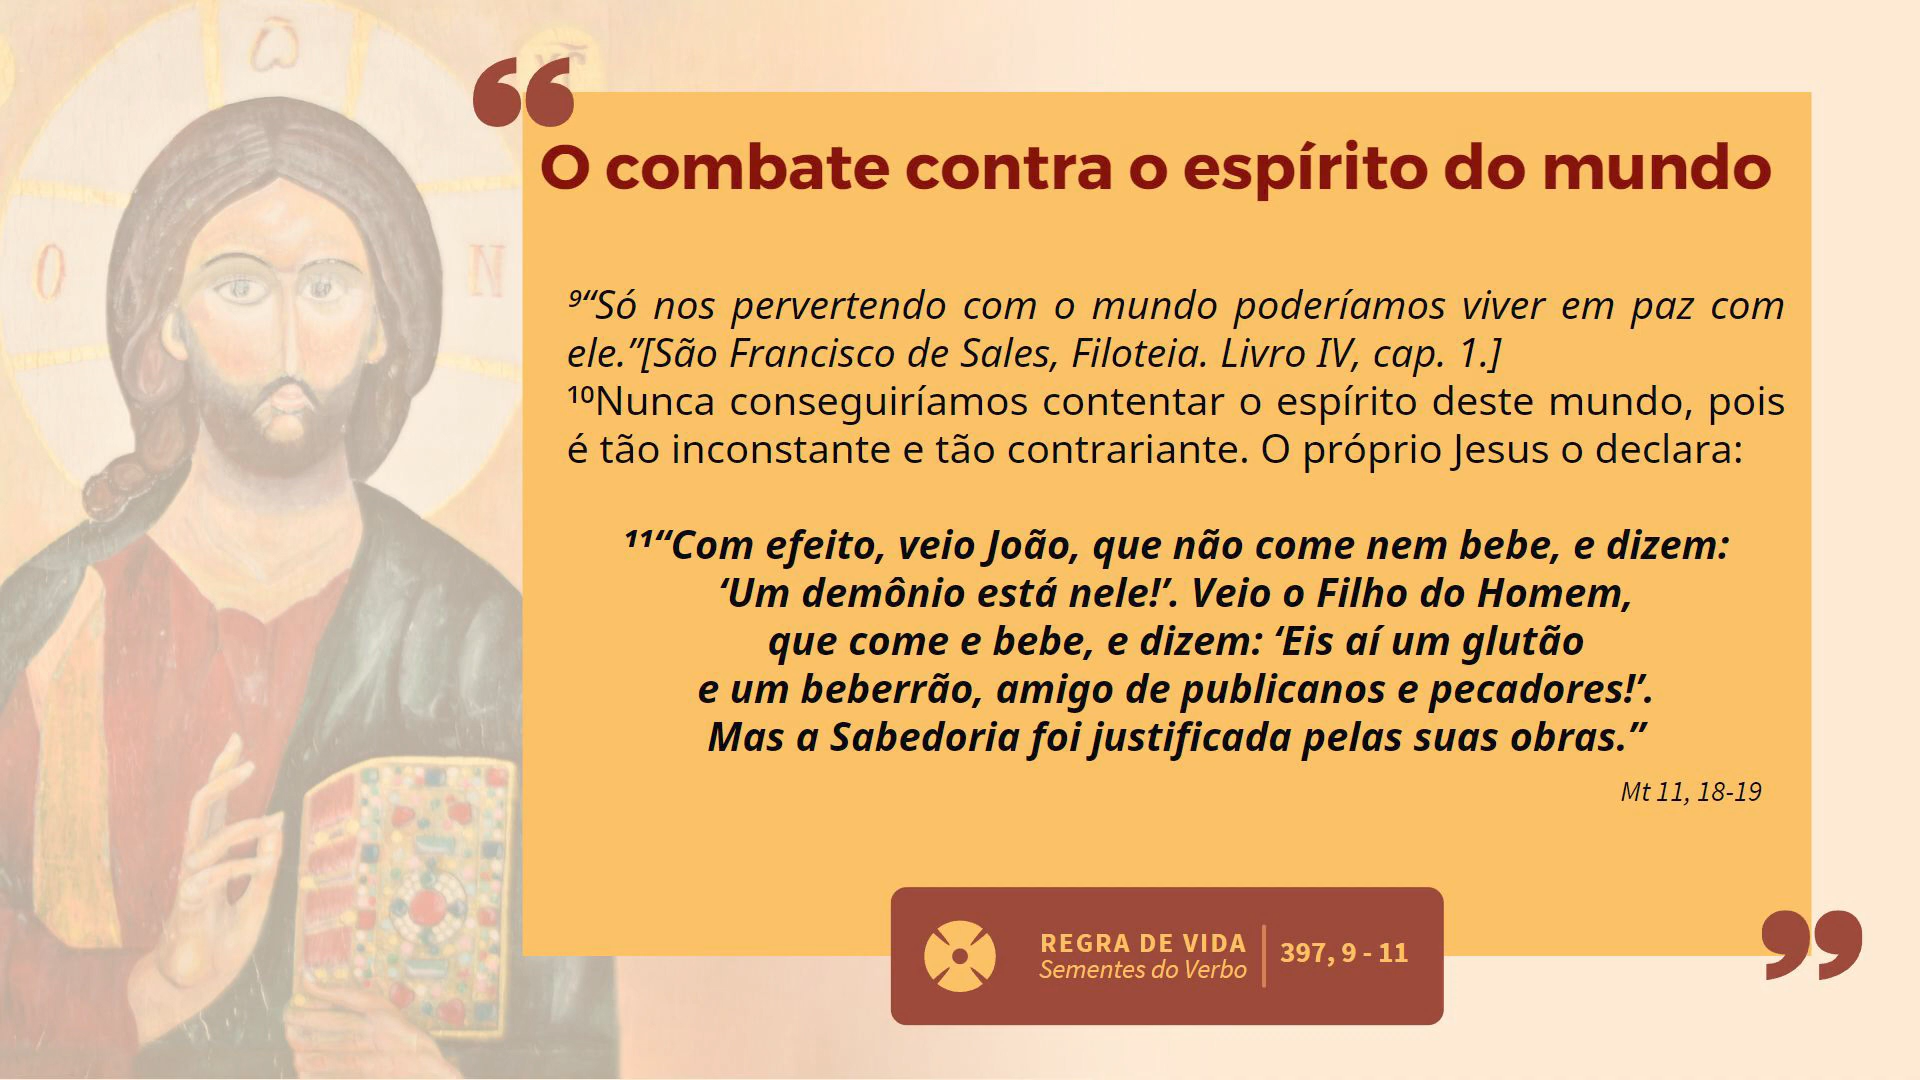 “
O combate contra o espírito do mundo
⁹“Só nos pervertendo com o mundo poderíamos viver em paz com
ele.”[São Francisco de Sales, Filoteia. Livro IV, cap. 1.]
¹⁰Nunca conseguiríamos contentar o espírito deste mundo, pois
é tão inconstante e tão contrariante. O próprio Jesus o declara:
¹¹“Com efeito, veio João, que não come nem bebe, e dizem:
‘Um demônio está nele!’. Veio o Filho do Homem,
que come e bebe, e dizem: ‘Eis aí um glutão
e um beberrão, amigo de publicanos e pecadores!’.
Mas a Sabedoria foi justificada pelas suas obras.”
Mt 11, 18-19
”
REGRA DE VIDA
Sementes do Verbo
397, 9 - 11
O
N